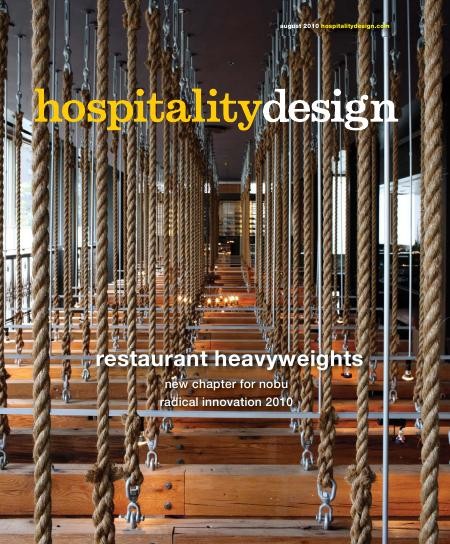 august 2010 hospitalitydesign.com
hospitalitydesign
restaurant heavyweights
new chapter for nobu
radical innovation 2010